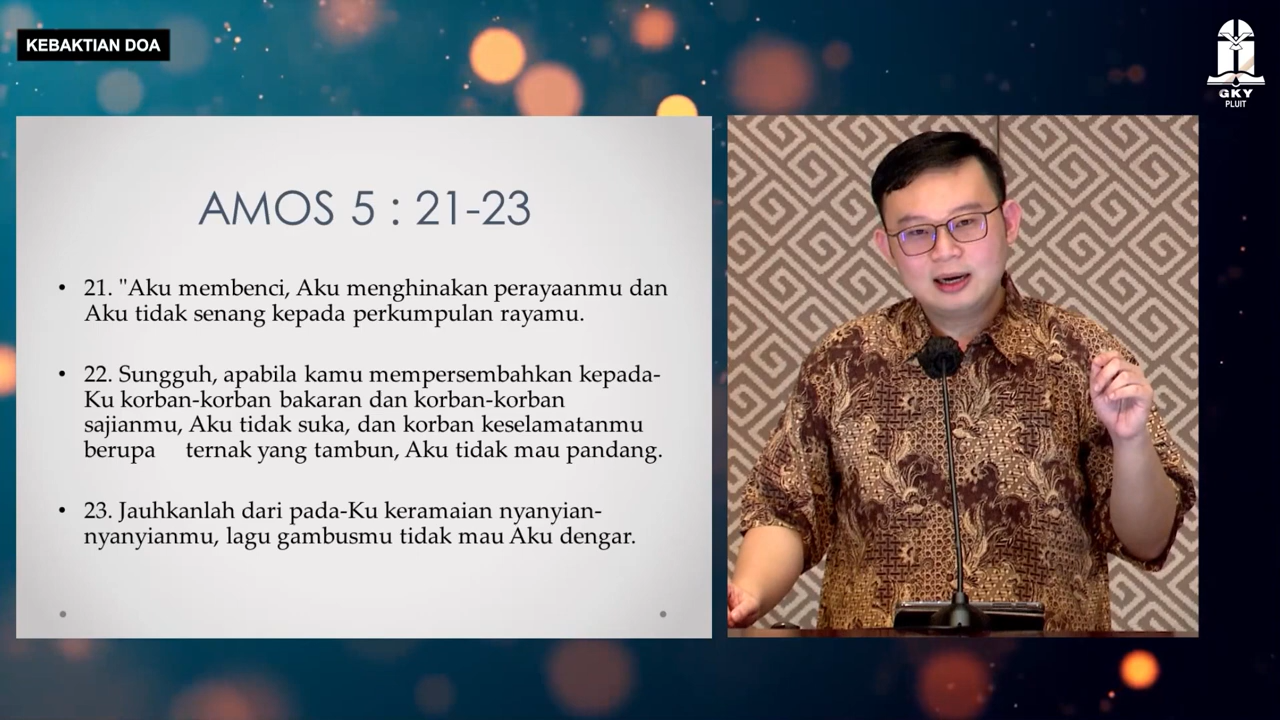 KEBAKTIAN DOA
GKY
PLUIT
AMOS 5 : 21-23
• 21. "Aku membenci, Aku menghinakan perayaanmu dan
Aku tidak senang kepada perkumpulan rayamu.
• 22. Sungguh, apabila kamu mempersembahkan kepada-
Ku korban-korban bakaran dan korban-korban
sajianmu, Aku tidak suka, dan korban keselamatanmu
berupa ternak yang tambun, Aku tidak mau pandang.
• 23. Jauhkanlah dari pada-Ku keramaian nyanyian-
nyanyianmu, lagu gambusmu tidak mau Aku dengar.